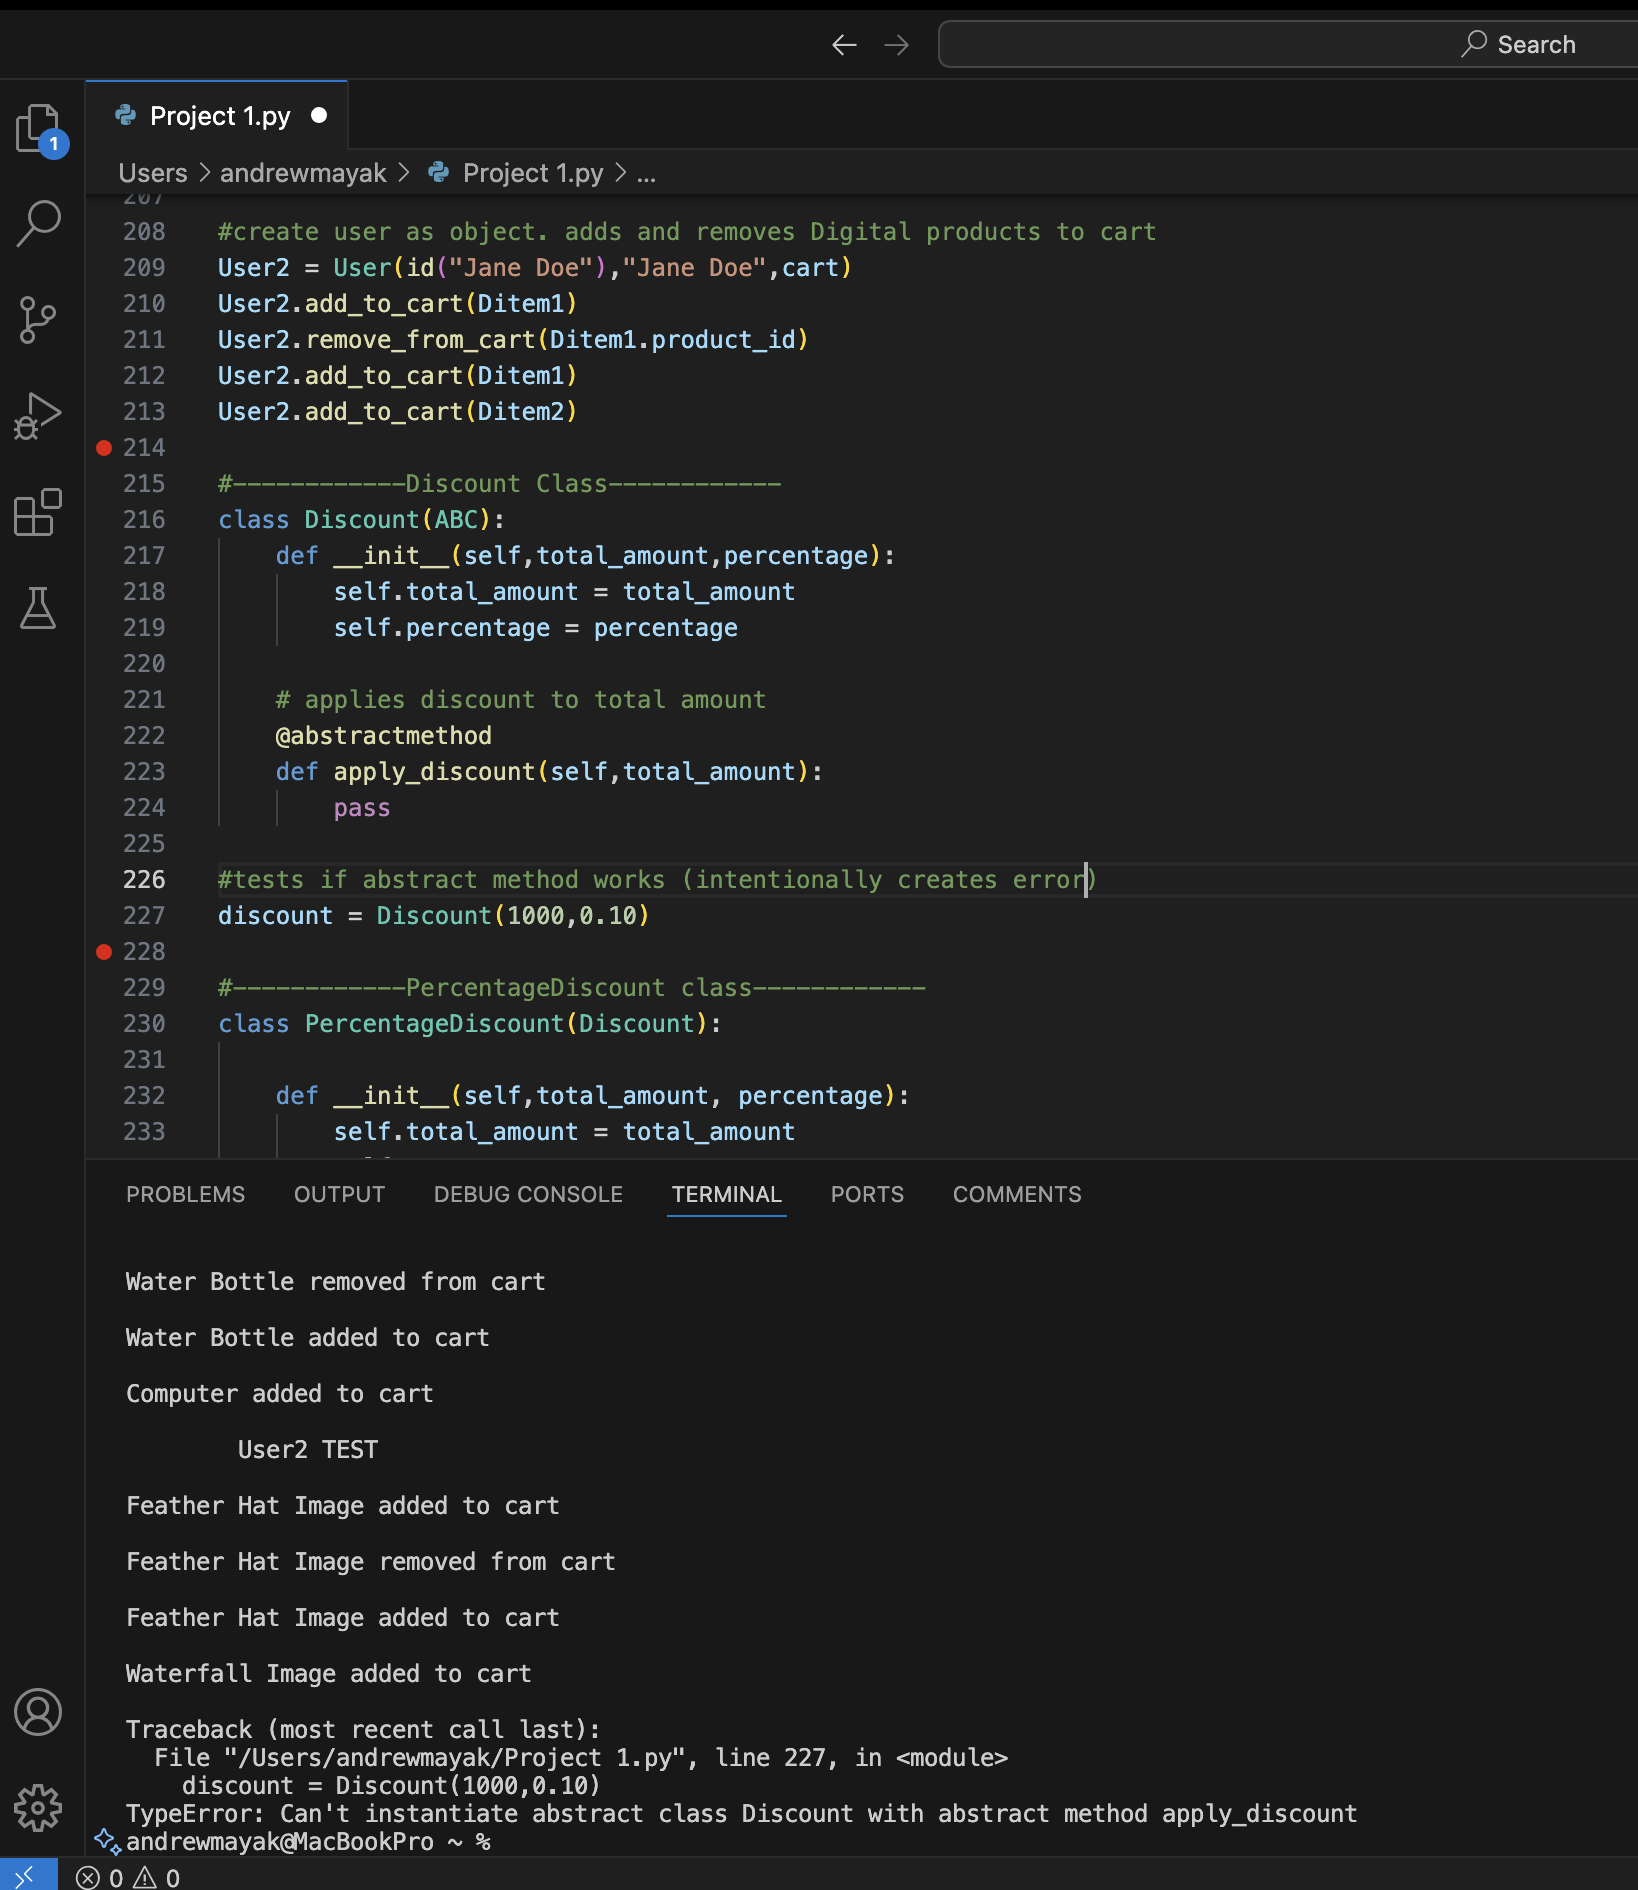 Search
Project 1.py
1
Users > andrewmayak > Project 1.py > ...
207
208 #create user as object. adds and removes Digital products to cart
209 User2 = User(id("Jane Doe"),"Jane Doe",cart)
210 User2.add_to_cart(Ditem1)
211 User2.remove_from_cart(Ditem1.product_id)
212 User2.add_to_cart(Ditem1)
213 User2.add_to_cart(Ditem2)
214
215 #------------Discount Class------------
216 class Discount(ABC):
217     def __init__(self,total_amount,percentage):
218         self.total_amount = total_amount
219         self.percentage = percentage
220
221     # applies discount to total amount
222     @abstractmethod
223     def apply_discount(self,total_amount):
224         pass
225
226 #tests if abstract method works (intentionally creates error)
227 discount = Discount(1000,0.10)
228
229 #------------PercentageDiscount class------------
230 class PercentageDiscount(Discount):
231
232     def __init__(self,total_amount, percentage):
233         self.total_amount = total_amount
PROBLEMS OUTPUT DEBUG CONSOLE TERMINAL PORTS COMMENTS
Water Bottle removed from cart
Water Bottle added to cart
Computer added to cart
        User2 TEST
Feather Hat Image added to cart
Feather Hat Image removed from cart
Feather Hat Image added to cart
Waterfall Image added to cart
Traceback (most recent call last):
  File "/Users/andrewmayak/Project 1.py", line 227, in <module>
    discount = Discount(1000,0.10)
TypeError: Can't instantiate abstract class Discount with abstract method apply_discount
andrewmayak@MacBookPro ~ %
0 0